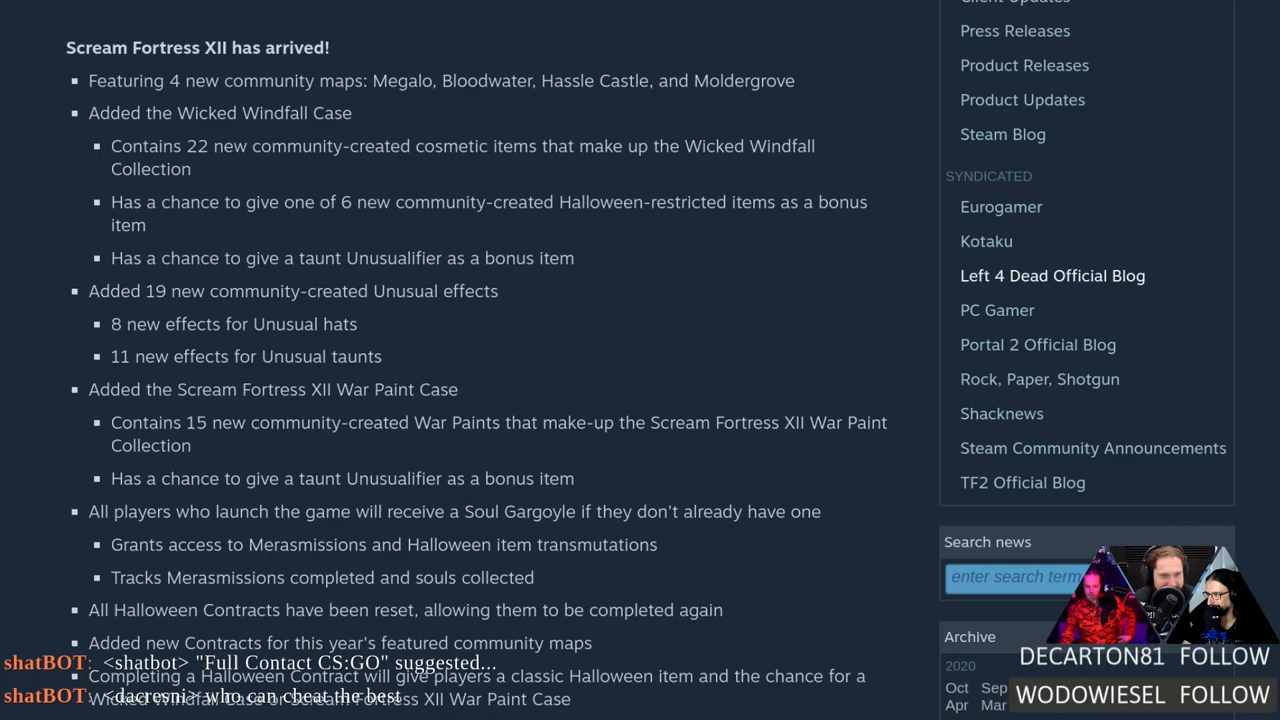 Scream Fortress XII has arrived!
Featuring 4 new community maps: Megalo, Bloodwater, Hassle Castle, and Moldergrove
Added the Wicked Windfall Case
Contains 22 new community-created cosmetic items that make up the Wicked Windfall
Collection
Has a chance to give one of 6 new community-created Halloween-restricted items as a bonus
item
Has a chance to give a taunt Unusualifier as a bonus item
Added 19 new community-created Unusual effects
8 new effects for Unusual hats
11 new effects for Unusual taunts
Added the Scream Fortress XII War Paint Case
Contains 15 new community-created War Paints that make-up the Scream Fortress XII War Paint
Collection
Has a chance to give a taunt Unusualifier as a bonus item
All players who launch the game will receive a Soul Gargoyle if they don't already have one
Grants access to Merasmissions and Halloween item transmutations
Tracks Merasmissions completed and souls collected
All Halloween Contracts have been reset, allowing them to be completed again
Added new Contracts for this year's featured community maps
Completing a Halloween Contract will give players a classic Halloween item and the chance for a
Wicked Windfall Case or Scream Fortress XII War Paint Case
shatBOT: <shatbot> "Full Contact CS:GO" suggested...
shatBOT: <dacresni> who can cheat the best
Client Updates
Press Releases
Product Releases
Product Updates
Steam Blog
SYNDICATED
Eurogamer
Kotaku
Left 4 Dead Official Blog
PC Gamer
Portal 2 Official Blog
Rock, Paper, Shotgun
Shacknews
Steam Community Announcements
TF2 Official Blog
Search news
enter search term
Archive
2020
Oct Sep
Apr Mar
DECARTON81 FOLLOW
WODOWIESEL FOLLOW